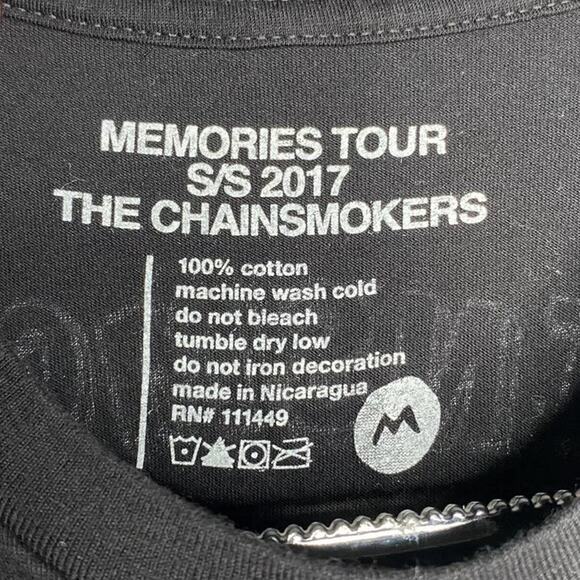 MEMORIES TOUR
S/S 2017
THE CHAINSMOKERS
100% cotton
machine wash cold
do not bleach
tumble dry low
do not iron decoration
made in Nicaragua
RN# 111449
M